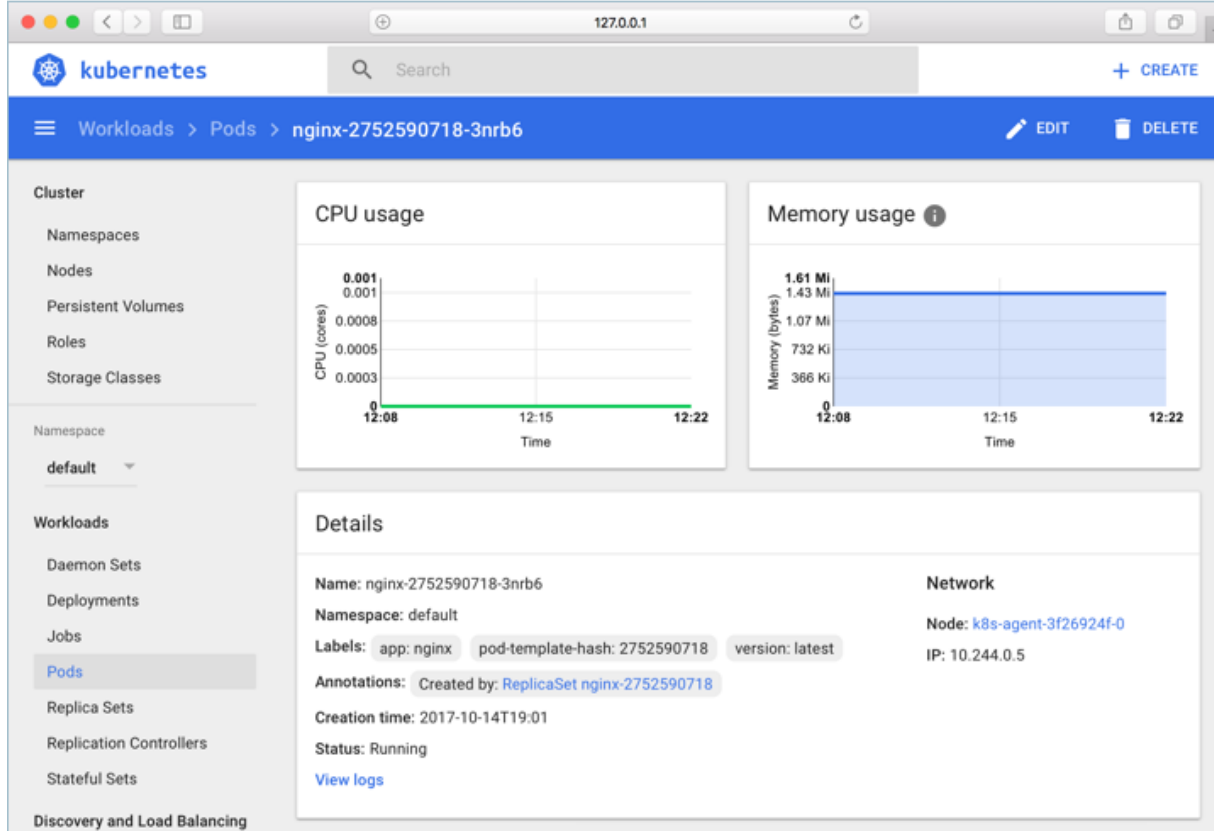 127.0.0.1
kubernetes
Search
+ CREATE
Workloads > Pods > nginx-2752590718-3nrb6
EDIT
DELETE
Cluster
Namespaces
Nodes
Persistent Volumes
Roles
Storage Classes
Namespace
default
Workloads
Daemon Sets
Deployments
Jobs
Pods
Replica Sets
Replication Controllers
Stateful Sets
Discovery and Load Balancing
CPU usage
CPU (cores)
0.001
0.001
0.0008
0.0005
0.0003
0
12:08 12:15 12:22
Time
Memory usage
Memory (bytes)
1.61 Mi
1.43 Mi
1.07 Mi
732 Ki
366 Ki
0
12:08 12:15 12:22
Time
Details
Name: nginx-2752590718-3nrb6
Namespace: default
Labels: app: nginx pod-template-hash: 2752590718 version: latest
Annotations: Created by: ReplicaSet nginx-2752590718
Creation time: 2017-10-14T19:01
Status: Running
View logs
Network
Node: k8s-agent-3f26924f-0
IP: 10.244.0.5